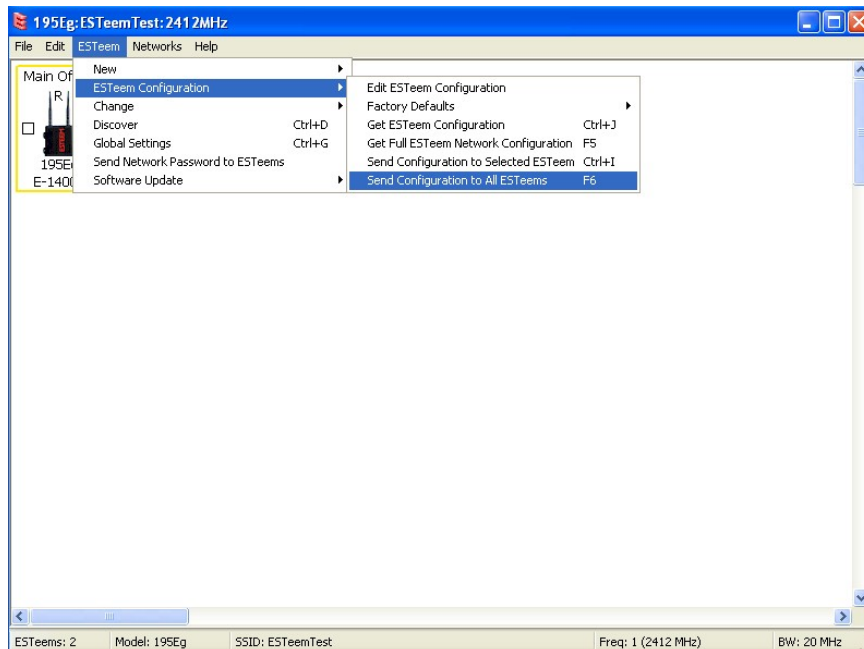 195Eg:ESTeemTest:2412MHz
File Edit ESTeem Networks Help
Main Of
R
195E
E-140
New
ESTeem Configuration
Change
Discover Ctrl+D
Global Settings Ctrl+G
Send Network Password to ESTeems
Software Update
Edit ESTeem Configuration
Factory Defaults
Get ESTeem Configuration Ctrl+J
Get Full ESTeem Network Configuration F5
Send Configuration to Selected ESTeem Ctrl+I
Send Configuration to All ESTeems F6
ESTeems: 2 Model: 195Eg SSID: ESTeemTest Freq: 1 (2412 MHz) BW: 20 MHz